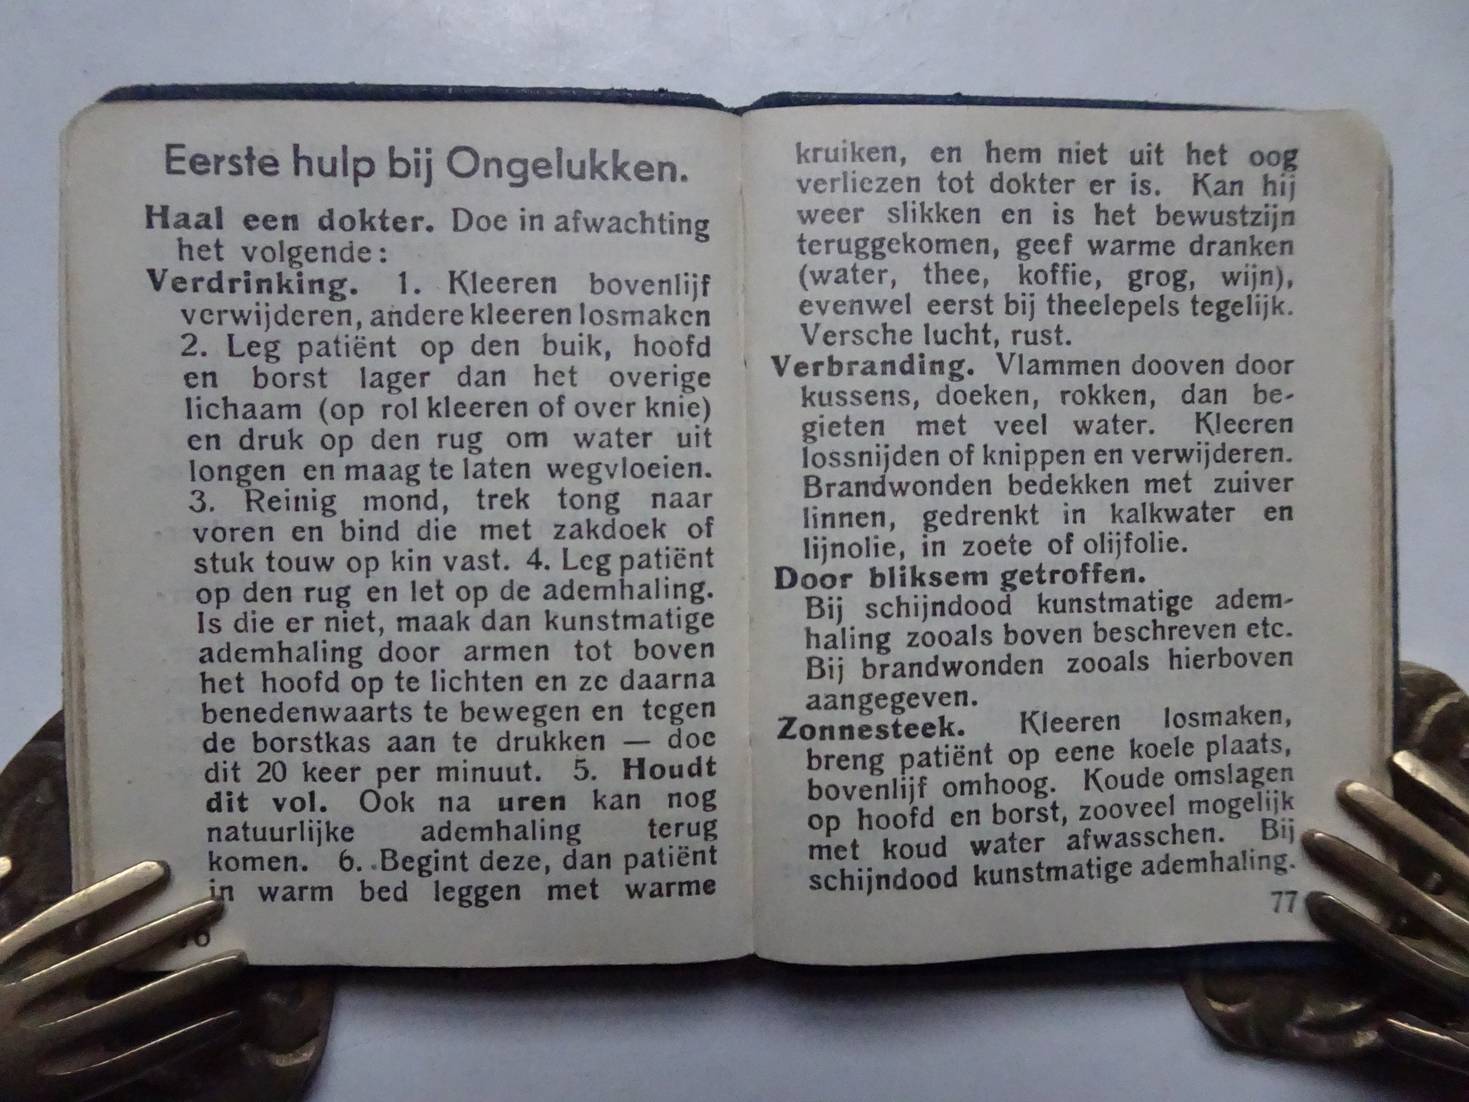 Eerste hulp bij Ongelukken.
Haal een dokter. Doe in afwachting
het volgende:
Verdrinking. 1. Kleeren bovenlijf
verwijderen, andere kleeren losmaken
2. Leg patiënt op den buik, hoofd
en borst lager dan het overige
lichaam (op rol kleeren of over knie)
en druk op den rug om water uit
longen en maag te laten wegvloeien.
3. Reinig mond, trek tong naar
voren en bind die met zakdoek of
stuk touw op kin vast. 4. Leg patiënt
op den rug en let op de ademhaling.
Is die er niet, maak dan kunstmatige
ademhaling door armen tot boven
het hoofd op te lichten en ze daarna
benedenwaarts te bewegen en tegen
de borstkas aan te drukken — doe
dit 20 keer per minuut. 5. Houdt
dit vol. Ook na uren kan nog
natuurlijke ademhaling terug
komen. 6. Begint deze, dan patiënt
in warm bed leggen met warme
kruiken, en hem niet uit het oog
verliezen tot dokter er is. Kan hij
weer slikken en is het bewustzijn
teruggekomen, geef warme dranken
(water, thee, koffie, grog, wijn),
evenwel eerst bij theelepels tegelijk.
Versche lucht, rust.
Verbranding. Vlammen dooven door
kussens, doeken, rokken, dan be-
gieten met veel water. Kleeren
lossnijden of knippen en verwijderen.
Brandwonden bedekken met zuiver
linnen, gedrenkt in kalkwater en
lijnolie, in zoete of olijfolie.
Door bliksem getroffen.
Bij schijndood kunstmatige adem-
haling zooals boven beschreven etc.
Bij brandwonden zooals hierboven
aangegeven.
Zonnesteek. Kleeren losmaken,
breng patiënt op eene koele plaats,
bovenlijf omhoog. Koude omslagen
op hoofd en borst, zooveel mogelijk
met koud water afwasschen. Bij
schijndood kunstmatige ademhaling.
77